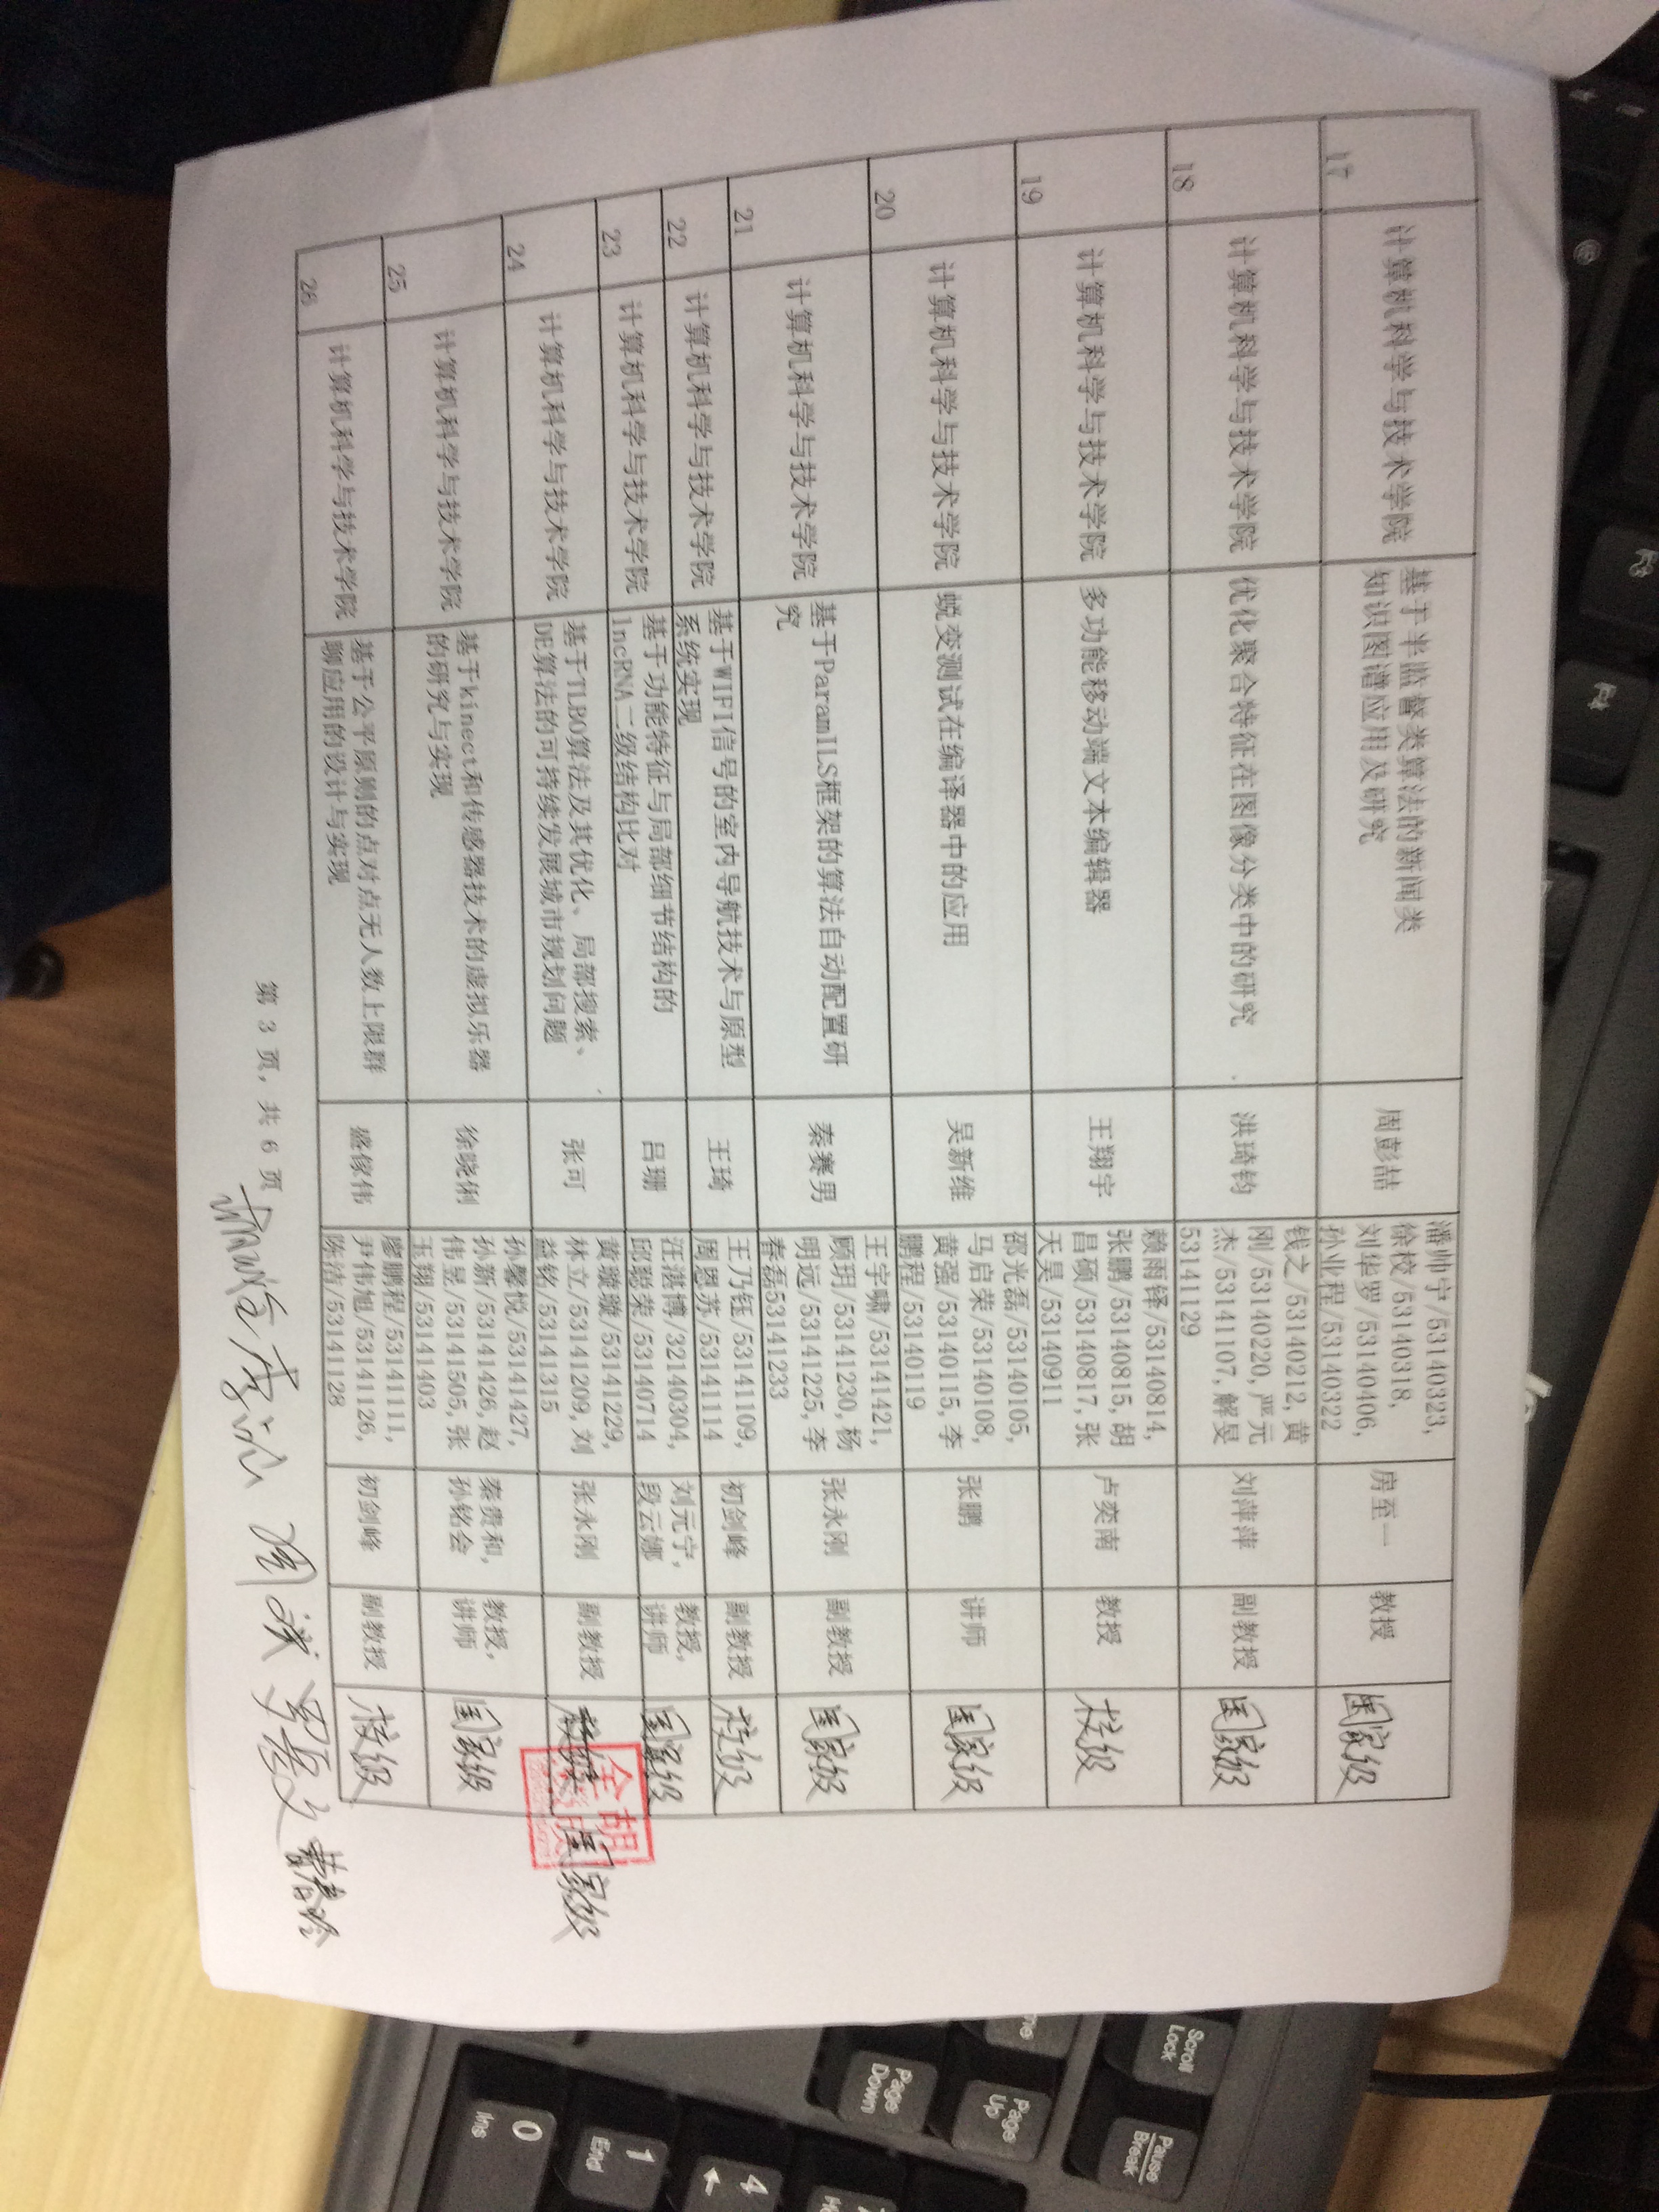 17
计算机科学与技术学院
基于半监督类算法的新闻类
知识图谱应用及研究
周彭喆
潘帅宁/53140323,
徐校/53140318,
刘华罗/53140406,
孙业程/53140322
房至一
教授
国家级
18
计算机科学与技术学院
优化聚合特征在图像分类中的研究
洪琦钧
钱之/53140212,黄
刚/53140220,严元
杰/53141107,解旻
53141129
刘萍萍
副教授
国家级
19
计算机科学与技术学院
多功能移动端文本编辑器
王翔宇
赖雨铎/53140814,
张鹏/53140815,胡
昌硕/53140817,张
天昊/53140911
卢奕南
教授
校级
20
计算机科学与技术学院
蜕变测试在编译器中的应用
吴新维
邵光磊/53140105,
马启荣/53140108,
黄强/53140115,李
鹏程/53140119
张鹏
讲师
国家级
21
计算机科学与技术学院
基于ParamILS框架的算法自动配置研
究
秦赛男
王宇啸/53141421,
顾玥/53141230,杨
明远/53141225,李
春磊53141233
张永刚
副教授
国家级
22
计算机科学与技术学院
基于WIFI信号的室内导航技术与原型
系统实现
王琦
王乃钰/53141109,
周恩苏/53141114
初剑峰
副教授
校级
23
计算机科学与技术学院
基于功能特征与局部细节结构的
lncRNA二级结构比对
吕珊
汪湛博/32140304,
邱聪荣/53140714
刘元宁,
段云娜
教授,
讲师
国家级
24
计算机科学与技术学院
基于TLBO算法及其优化、局部搜索、
DE算法的可持续发展城市规划问题
张可
黄璇璇/53141229,
林立/53141209,刘
益铭/53141315
张永刚
副教授
校级 国家级
25
计算机科学与技术学院
基于kinect和传感器技术的虚拟乐器
的研究与实现
徐晓俐
孙馨悦/53141427,
孙新/53141426,赵
伟昱/53141505,张
玉翔/53141403
秦贵和,
孙铭会
教授,
讲师
国家级
26
计算机科学与技术学院
基于公平原则的点对点无人数上限群
聊应用的设计与实现
盛傢伟
廖鹏程/53141111,
尹伟旭/53141126,
陈洁/53141128
初剑峰
副教授
校级
第 3 页, 共 6 页
Scroll
Lock
Pause
Break
Page
Up
Page
Down
4
1
End
0
Ins